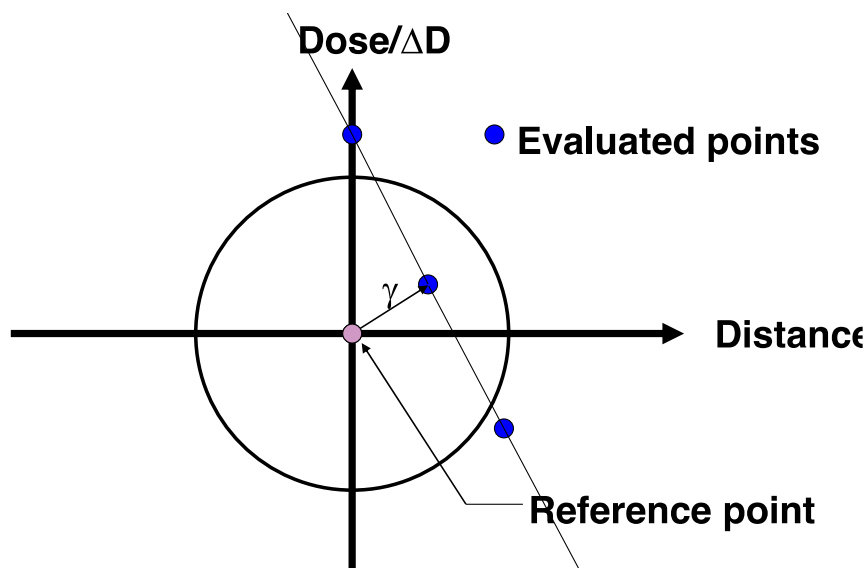 Dose/ΔD
Evaluated points
γ
Distance
Reference point